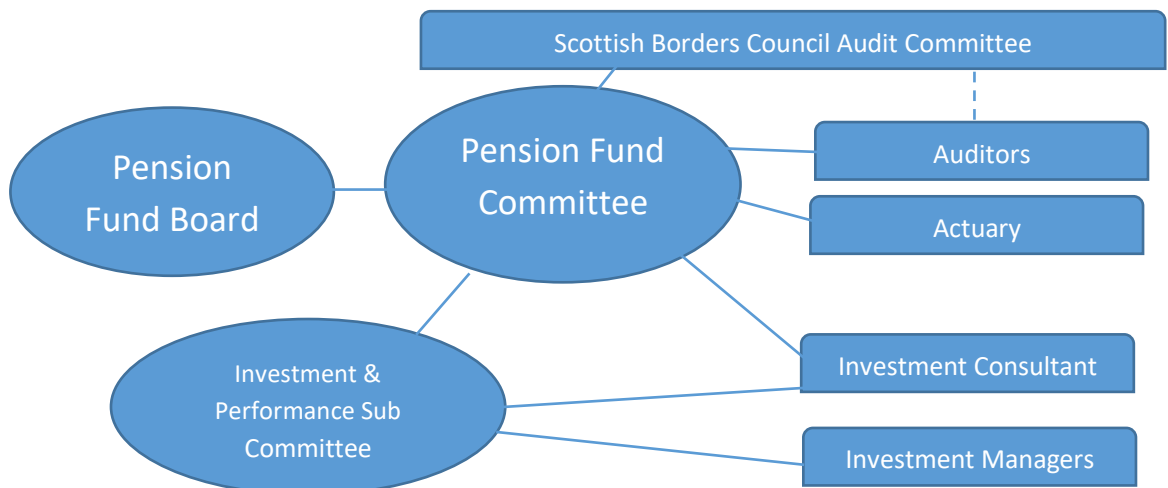 Scottish Borders Council Audit Committee
Pension
Fund Board
Pension Fund
Committee
Auditors
Actuary
Investment &
Performance Sub
Committee
Investment Consultant
Investment Managers